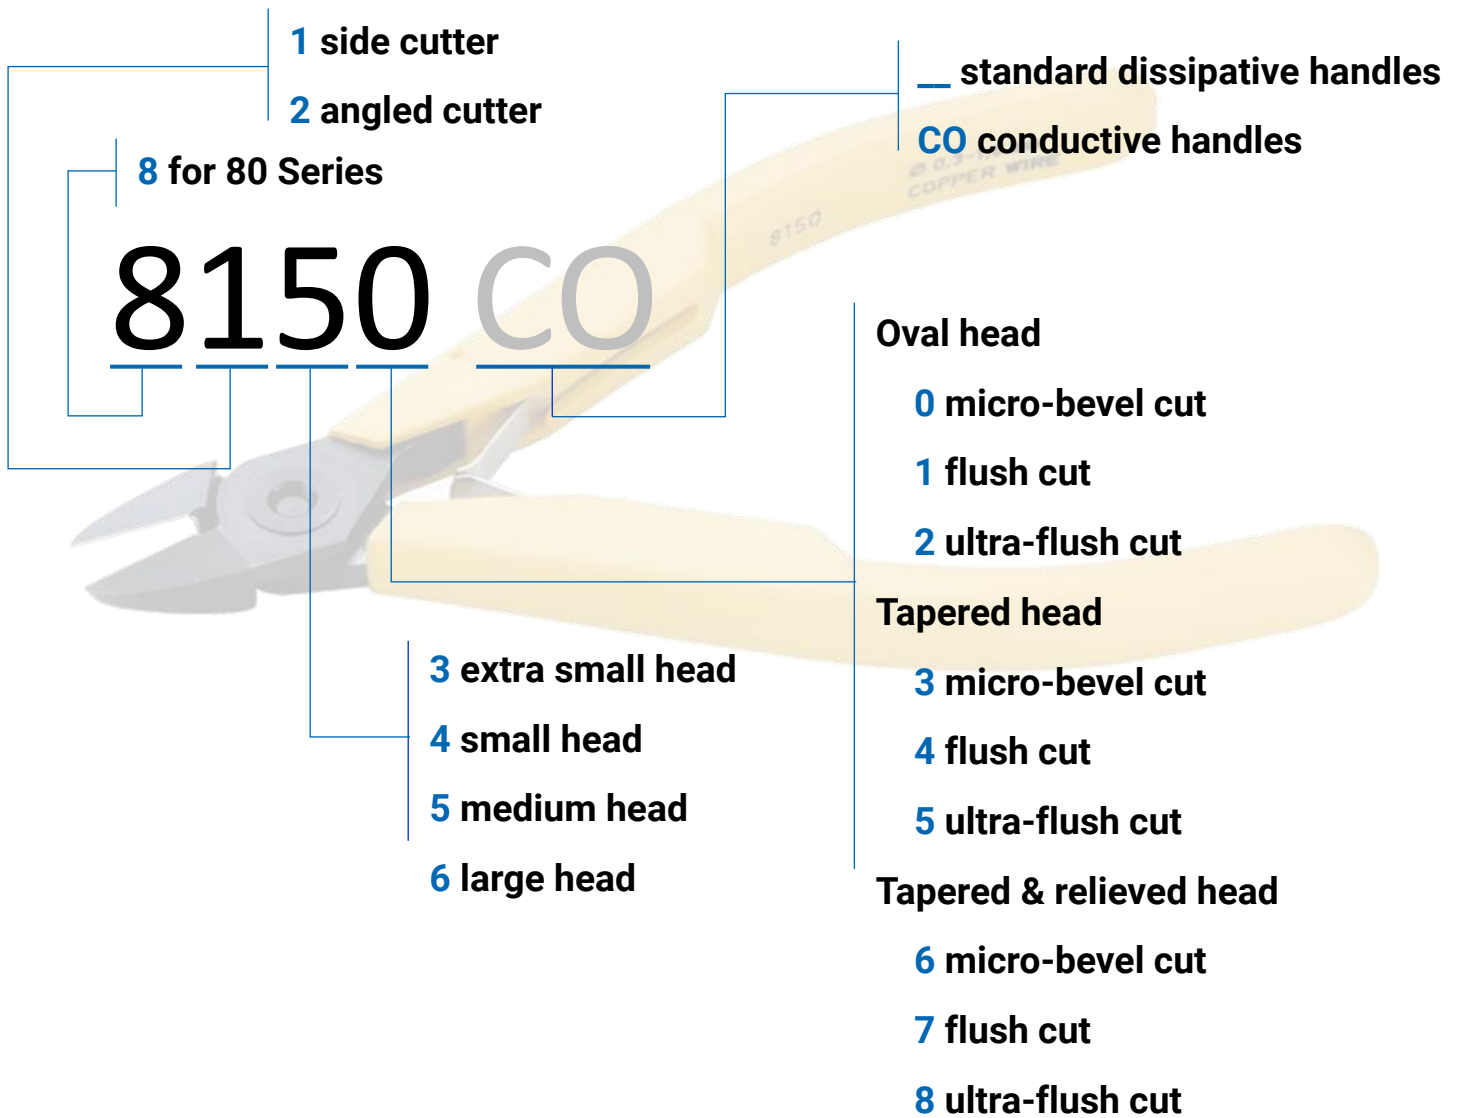 1 side cutter
2 angled cutter
8 for 80 Series
__ standard dissipative handles
CO conductive handles
COPPER WIRE
8150
8150 CO
Oval head
0 micro-bevel cut
1 flush cut
2 ultra-flush cut
Tapered head
3 micro-bevel cut
4 flush cut
5 ultra-flush cut
Tapered & relieved head
6 micro-bevel cut
7 flush cut
8 ultra-flush cut
3 extra small head
4 small head
5 medium head
6 large head